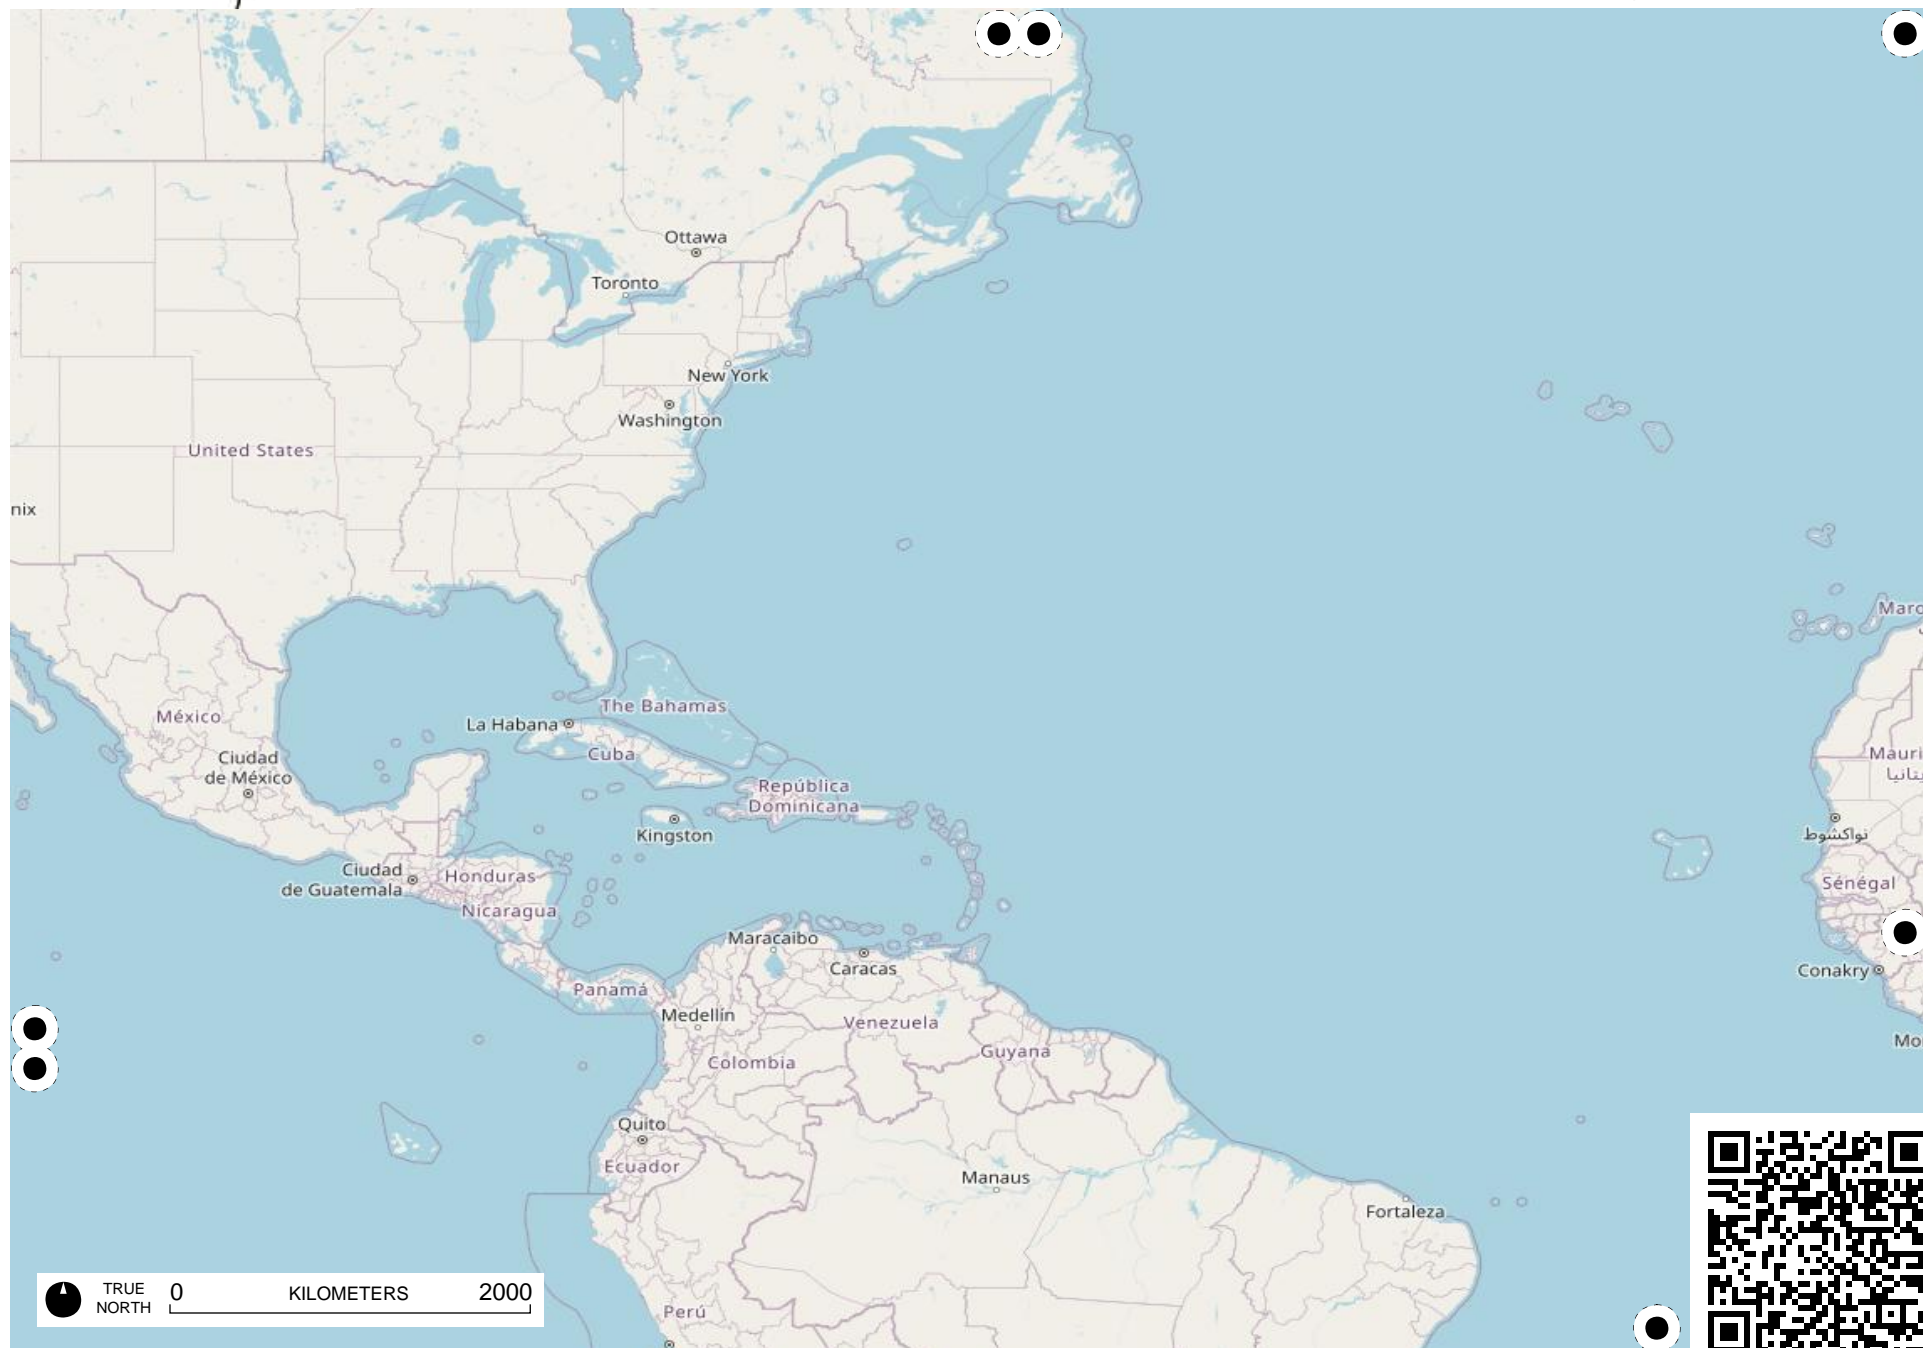 Ottawa
Toronto
New York
Washington
United States
nix
Maro
The Bahamas
La Habana
México
Cuba
Ciudad
de México
Mauri
República
Dominicana
Kingston
نواكشوط
Ciudad
de Guatemala
Honduras
Sénégal
Nicaragua
Maracaibo
Caracas
Conakry
Panamá
Medellín
Venezuela
Mo
Guyana
Colombia
Quito
Ecuador
Manaus
Fortaleza
TRUE
NORTH
0 KILOMETERS 2000
Perú